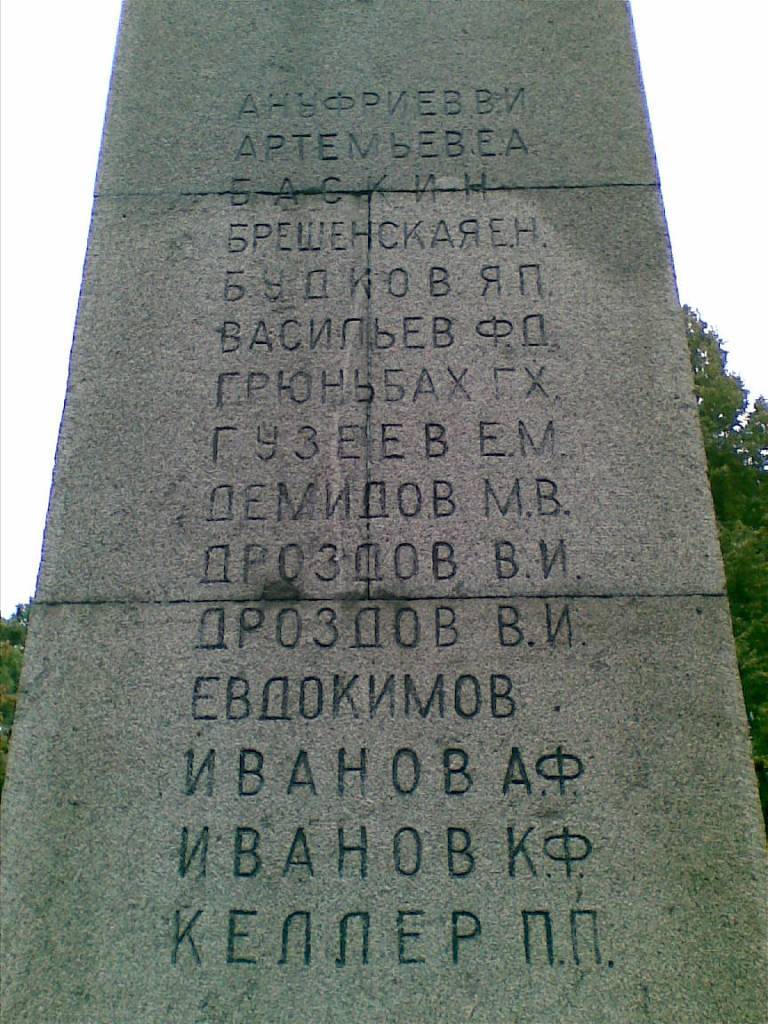 АНУФРИЕВ В.И
АРТЕМЬЕВ.Е.А
БАСКИН
БРЕШЕНСКАЯ Е.Н.
БУДКОВ Я.П.
ВАСИЛЬЕВ Ф.Д.
ГРЮНЬБАХ Г.Х.
ГУЗЕЕВ Е.М.
ДЕМИДОВ М.В.
ДРОЗДОВ В.И.
ДРОЗДОВ В.И.
ЕВДОКИМОВ .
ИВАНОВ А.Ф.
ИВАНОВ К.Ф.
КЕЛЛЕР П.П.